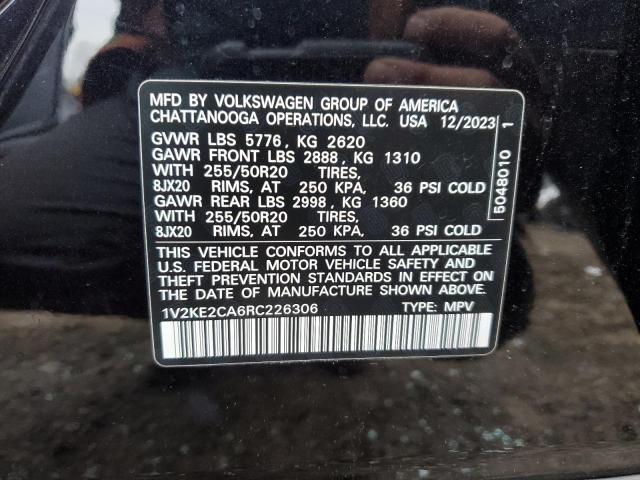 MFD BY VOLKSWAGEN GROUP OF AMERICA
CHATTANOOGA OPERATIONS, LLC. USA 12/2023
GVWR LBS 5776, KG 2620
GAWR FRONT LBS 2888, KG 1310
WITH 255/50R20 TIRES,
8JX20 RIMS, AT 250 KPA, 36 PSI COLD
GAWR REAR LBS 2998, KG 1360
WITH 255/50R20 TIRES,
8JX20 RIMS, AT 250 KPA, 36 PSI COLD
THIS VEHICLE CONFORMS TO ALL APPLICABLE
U.S. FEDERAL MOTOR VEHICLE SAFETY AND
THEFT PREVENTION STANDARDS IN EFFECT ON
THE DATE OF MANUFACTURE SHOWN ABOVE.
1V2KE2CA6RC226306 TYPE: MPV
5048010 1